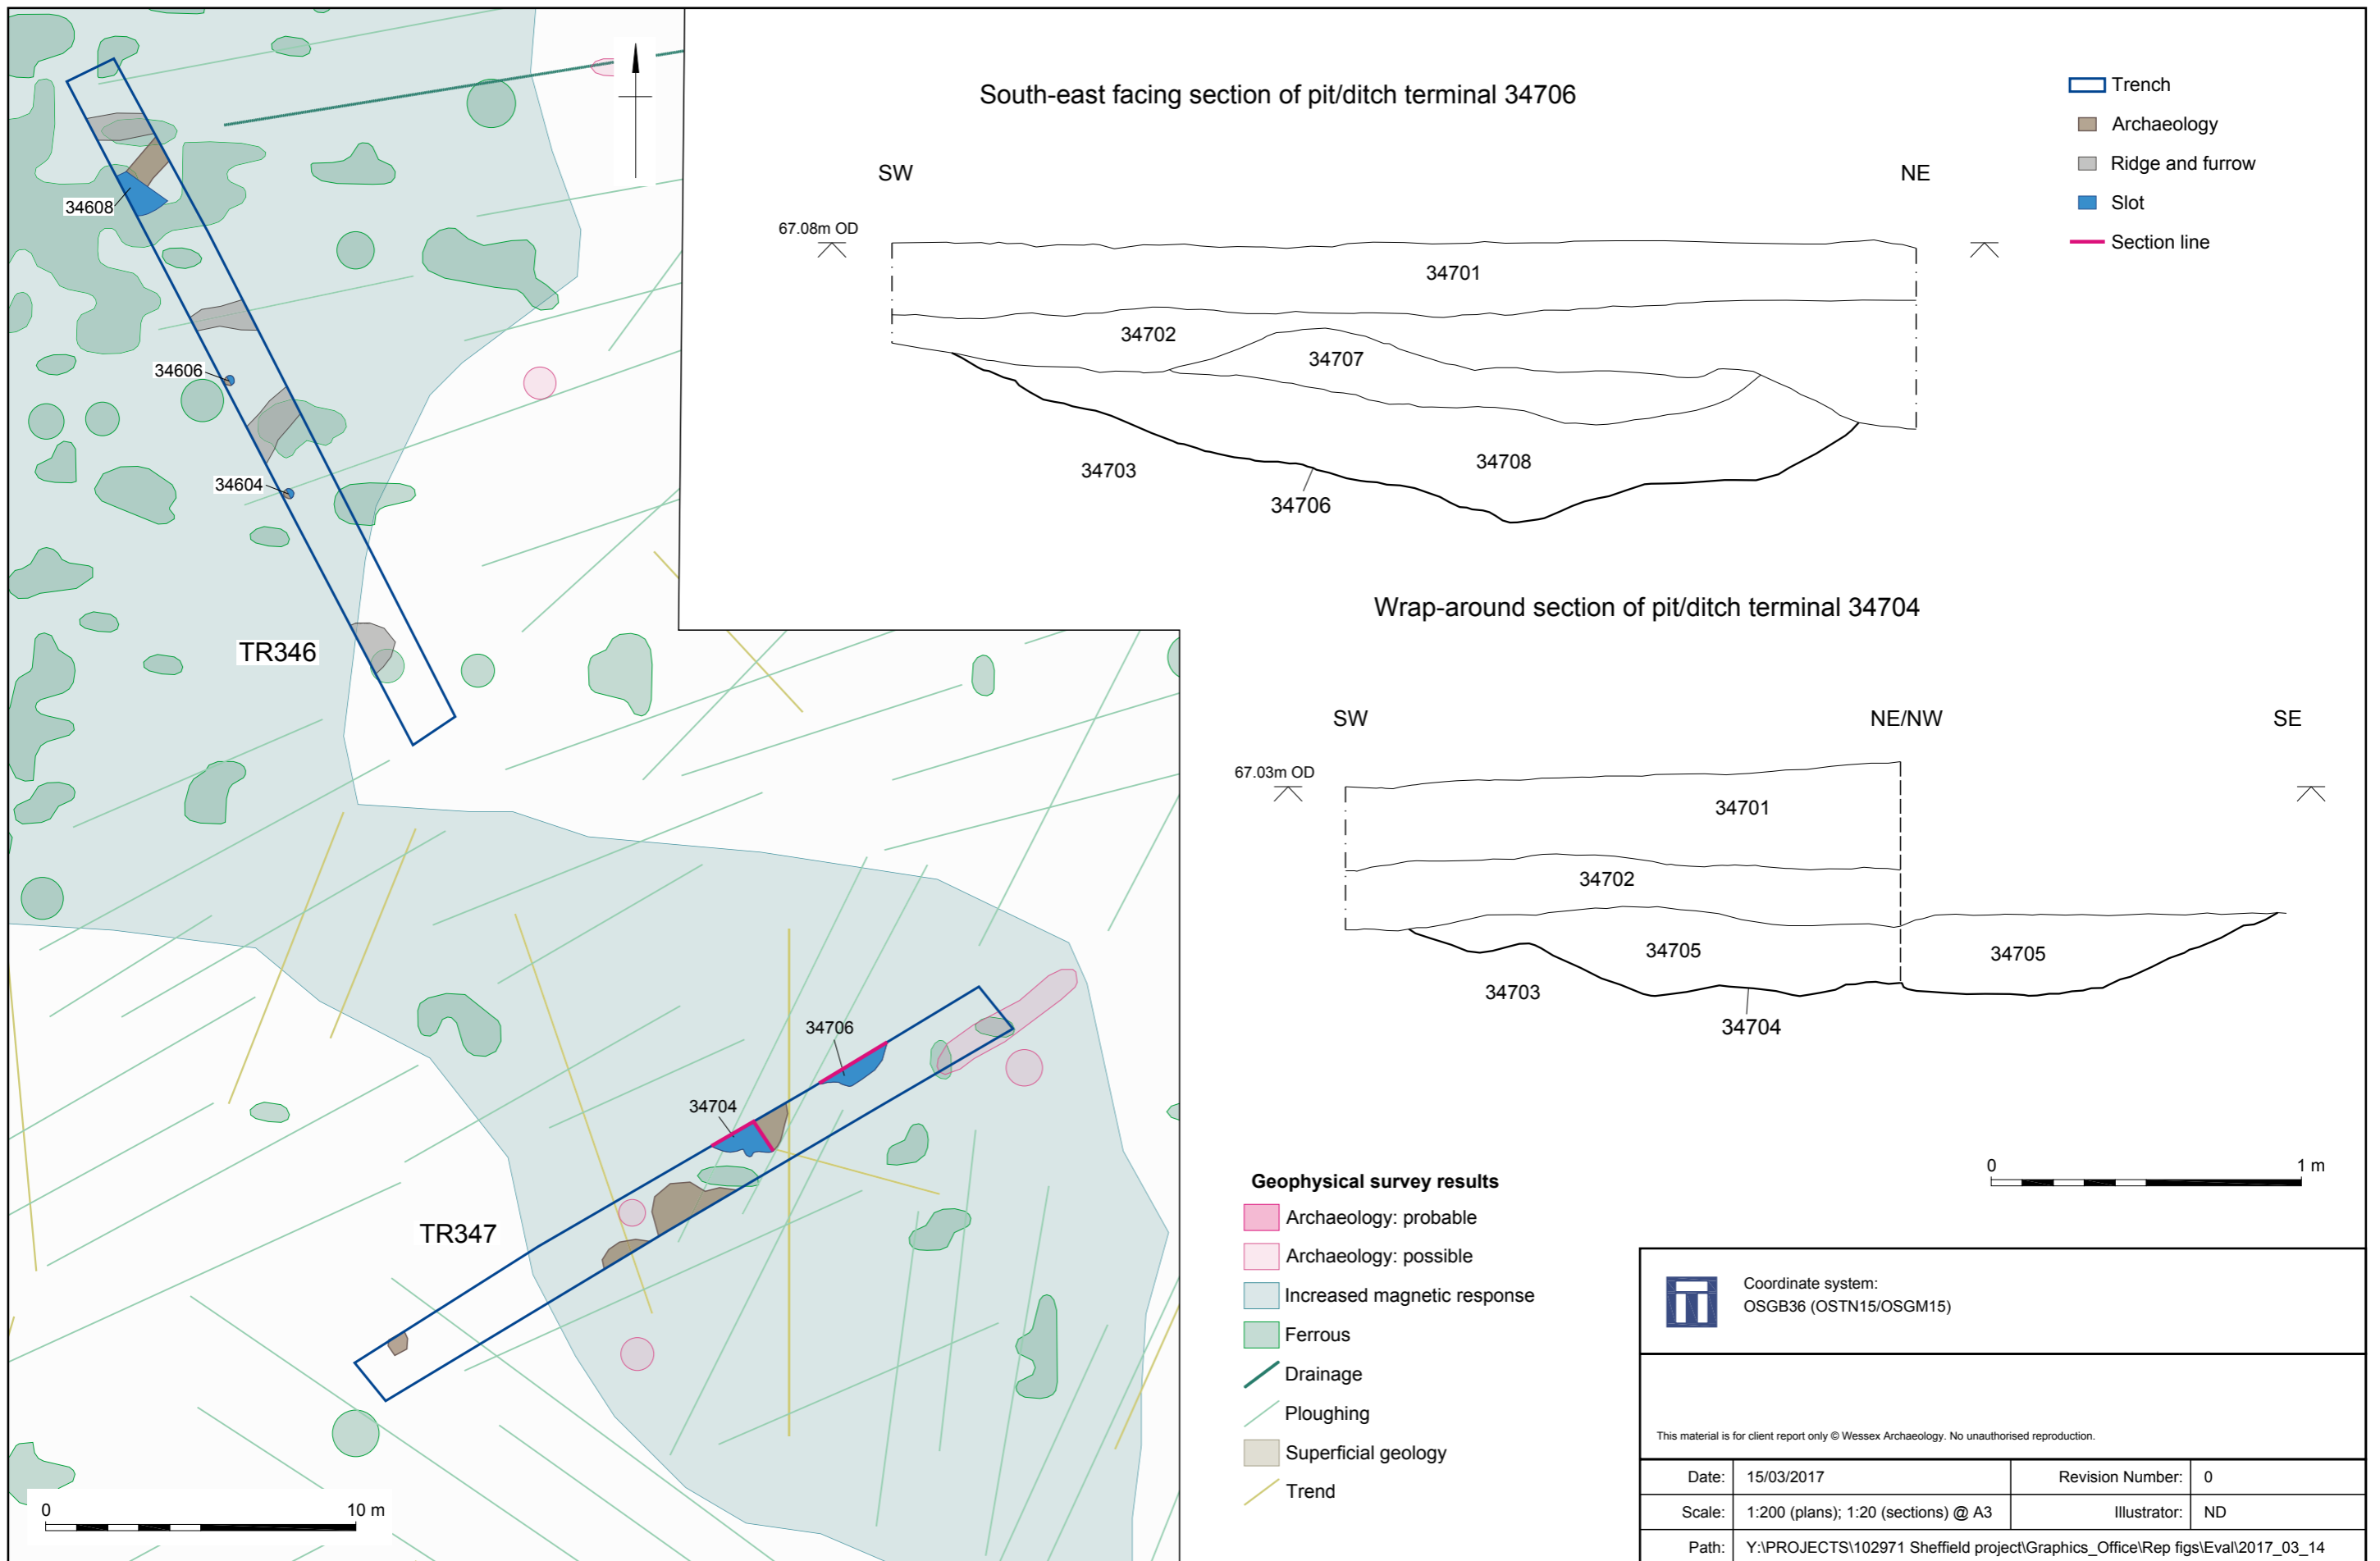 South-east facing section of pit/ditch terminal 34706
SW
NE
67.08m OD
34701
34702
34707
34703
34708
34706
Trench
Archaeology
Ridge and furrow
Slot
Section line
34608
34606
34604
TR346
Wrap-around section of pit/ditch terminal 34704
SW
NE/NW
SE
67.03m OD
34701
34702
34705
34705
34703
34704
34706
34704
TR347
0 10 m
0 1 m
Geophysical survey results
Archaeology: probable
Archaeology: possible
Increased magnetic response
Ferrous
Drainage
Ploughing
Superficial geology
Trend
Coordinate system:
OSGB36 (OSTN15/OSGM15)
This material is for client report only © Wessex Archaeology. No unauthorised reproduction.
Date: 15/03/2017 Revision Number: 0
Scale: 1:200 (plans); 1:20 (sections) @ A3 Illustrator: ND
Path: Y:\PROJECTS\102971 Sheffield project\Graphics_Office\Rep figs\Eval\2017_03_14